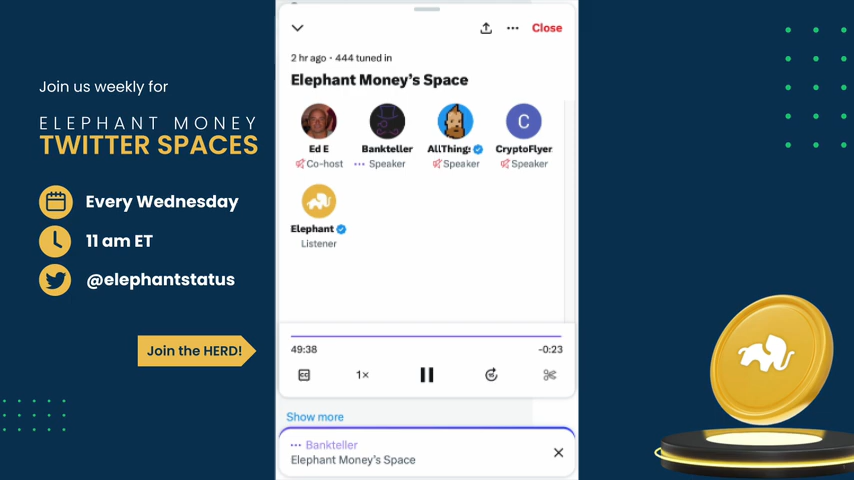 Join us weekly for
ELEPHANT MONEY
TWITTER SPACES
Every Wednesday
11 am ET
@elephantstatus
Join the HERD!
Close
2 hr ago · 444 tuned in
Elephant Money's Space
Ed E
Co-host
Bankteller
Speaker
AllThing:
Speaker
C
CryptoFlyer
Speaker
Elephant
Listener
49:38
-0:23
CC
1×
15
Show more
Bankteller
Elephant Money's Space